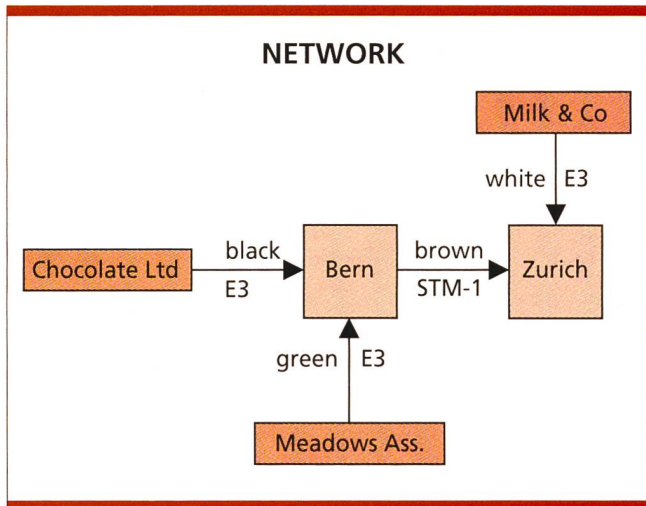 NETWORK
Milk & Co
white E3
Chocolate Ltd
black
E3
Bern
brown
STM-1
Zurich
green E3
Meadows Ass.